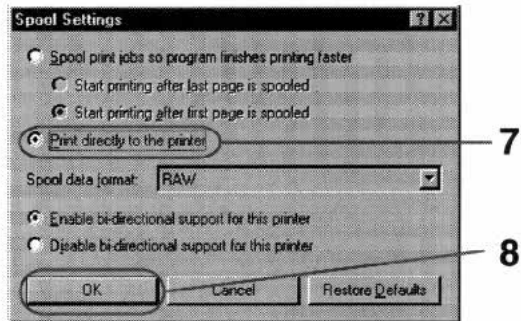 Spool Settings
Spool print jobs so program finishes printing faster
Start printing after last page is spooled
Start printing after first page is spooled
Print directly to the printer
7
Spool data format: RAW
Enable bi-directional support for this printer
Disable bi-directional support for this printer
8
OK Cancel Restore Defaults